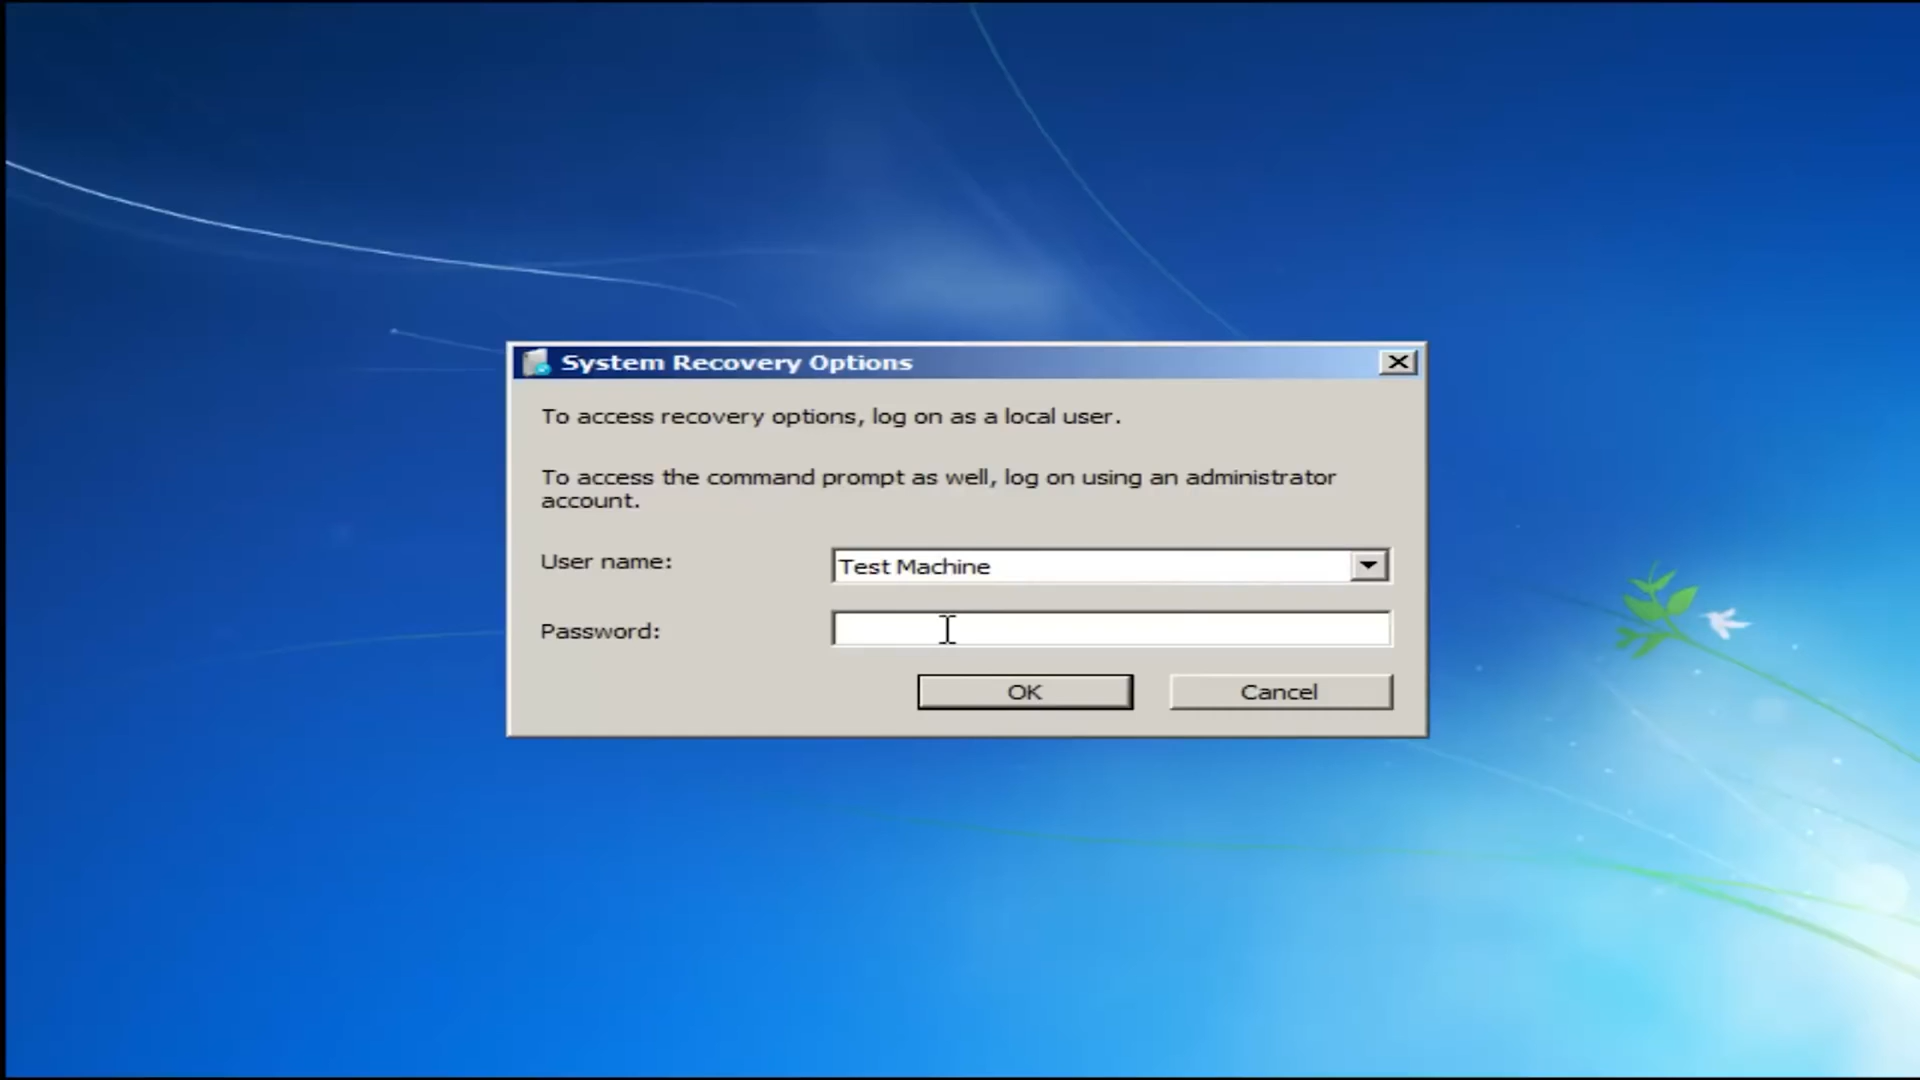 System Recovery Options
To access recovery options, log on as a local user.
To access the command prompt as well, log on using an administrator
account.
User name:
Test Machine
Password:
OK
Cancel